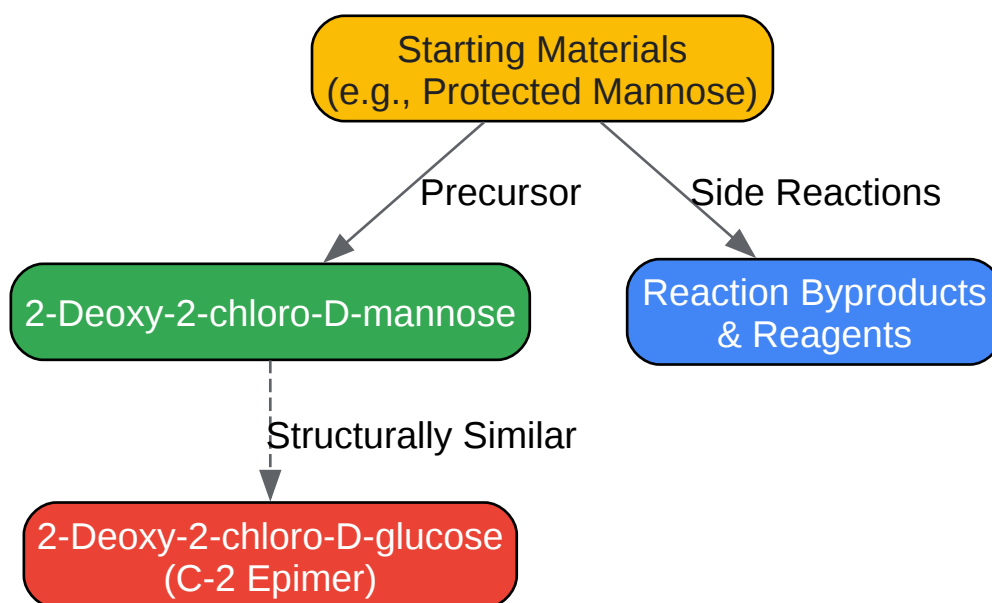 Starting Materials
(e.g., Protected Mannose)
Precursor
Side Reactions
2-Deoxy-2-chloro-D-mannose
Reaction Byproducts
& Reagents
Structurally Similar
2-Deoxy-2-chloro-D-glucose
(C-2 Epimer)